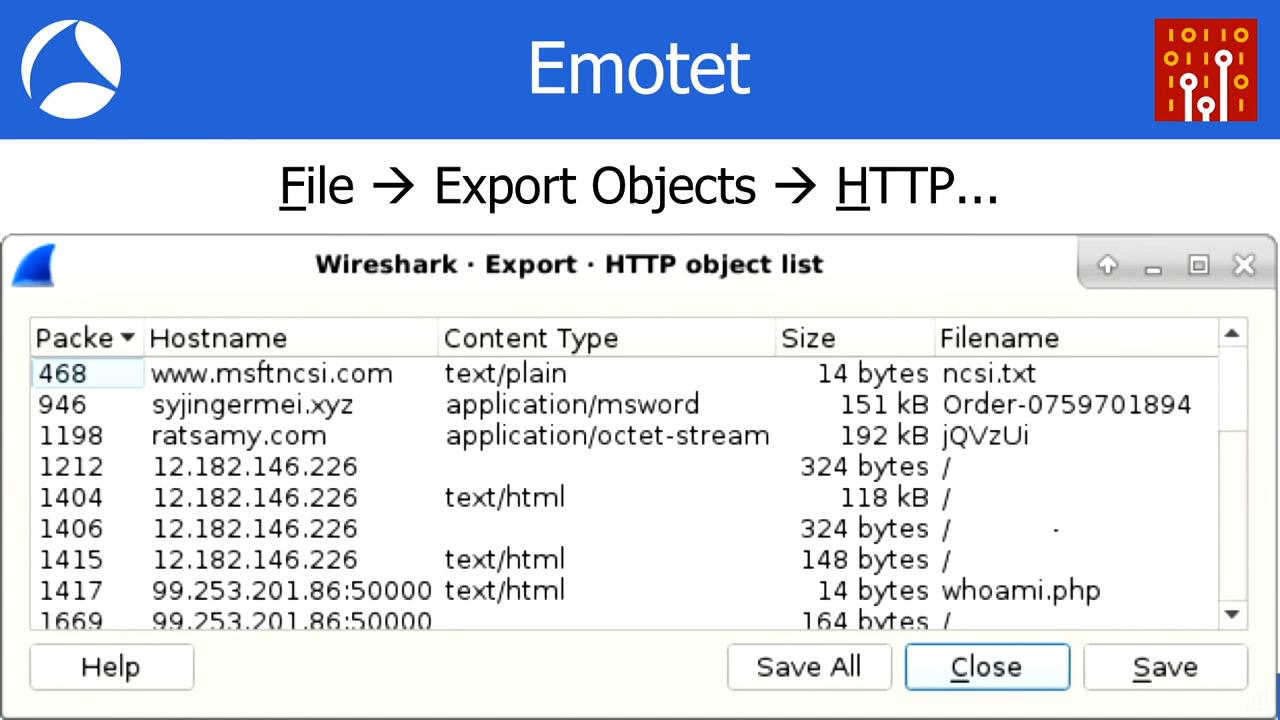 Emotet
File → Export Objects → HTTP...
Wireshark · Export · HTTP object list
Packe Hostname Content Type Size Filename
468 www.msftncsi.com text/plain 14 bytes ncsi.txt
946 syjingermei.xyz application/msword 151 kB Order-0759701894
1198 ratsamy.com application/octet-stream 192 kB jQVzUi
1212 12.182.146.226 324 bytes /
1404 12.182.146.226 text/html 118 kB /
1406 12.182.146.226 324 bytes /
1415 12.182.146.226 text/html 148 bytes /
1417 99.253.201.86:50000 text/html 14 bytes whoami.php
1669 99.253.201.86:50000 164 bytes /
Help Save All Close Save